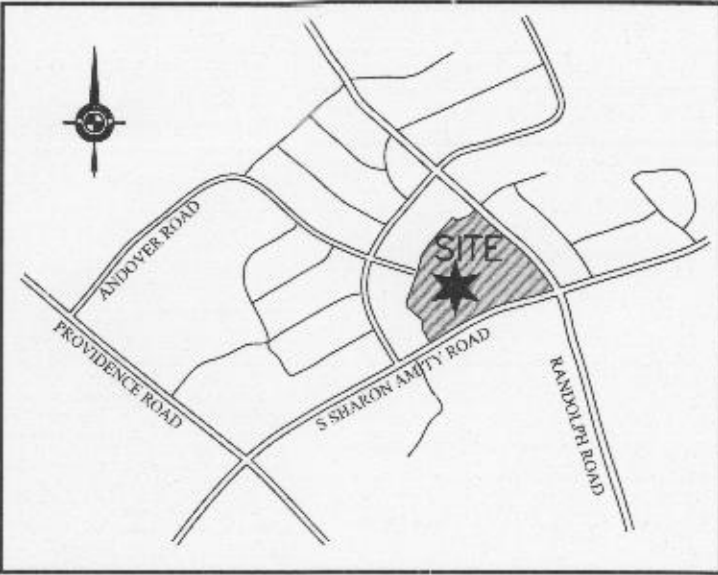 SITE
ANDOVER ROAD
PROVIDENCE ROAD
S SHARON AMITY ROAD
RANDOLPH ROAD